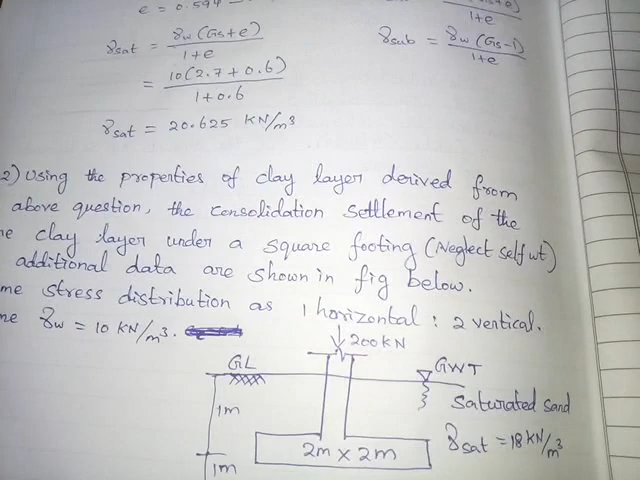 e = 0.594
1+e
γsat = γw (Gs+e)
1+e
γsub = γw (Gs-1)
1+e
= 10(2.7+0.6)
1+0.6
γsat = 20.625 KN/m³
2) Using the properties of clay layer derived from
above question, the consolidation settlement of the
clay layer under a square footing (Neglect self wt)
additional data are shown in fig below.
me stress distribution as 1 horizontal : 2 vertical.
me γw = 10 KN/m³.
200KN
GL
GWT
1m
Saturated sand
γsat = 18 KN/m³
2m x 2m
1m